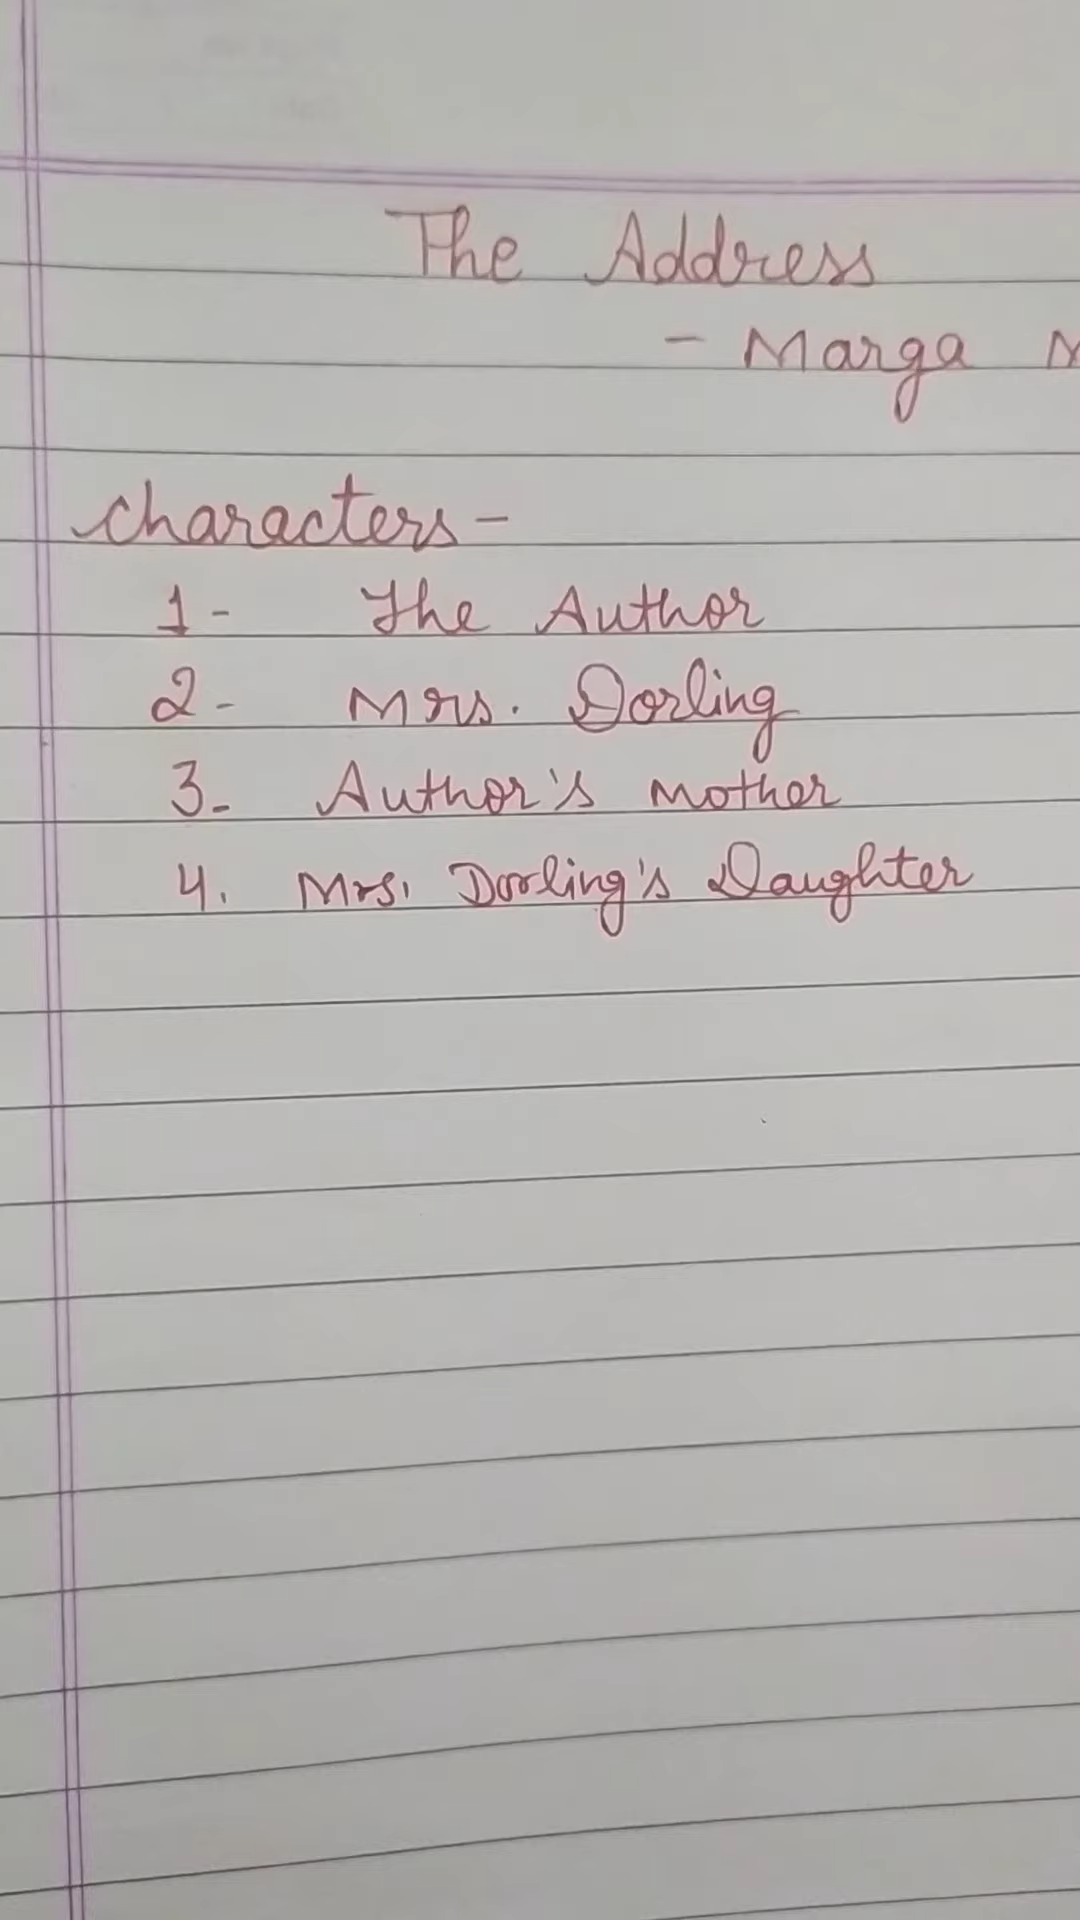 The Address
- Marga M
characters -
1- The Author
2- Mrs. Dorling
3- Author's mother
4. Mrs. Dorling's Daughter